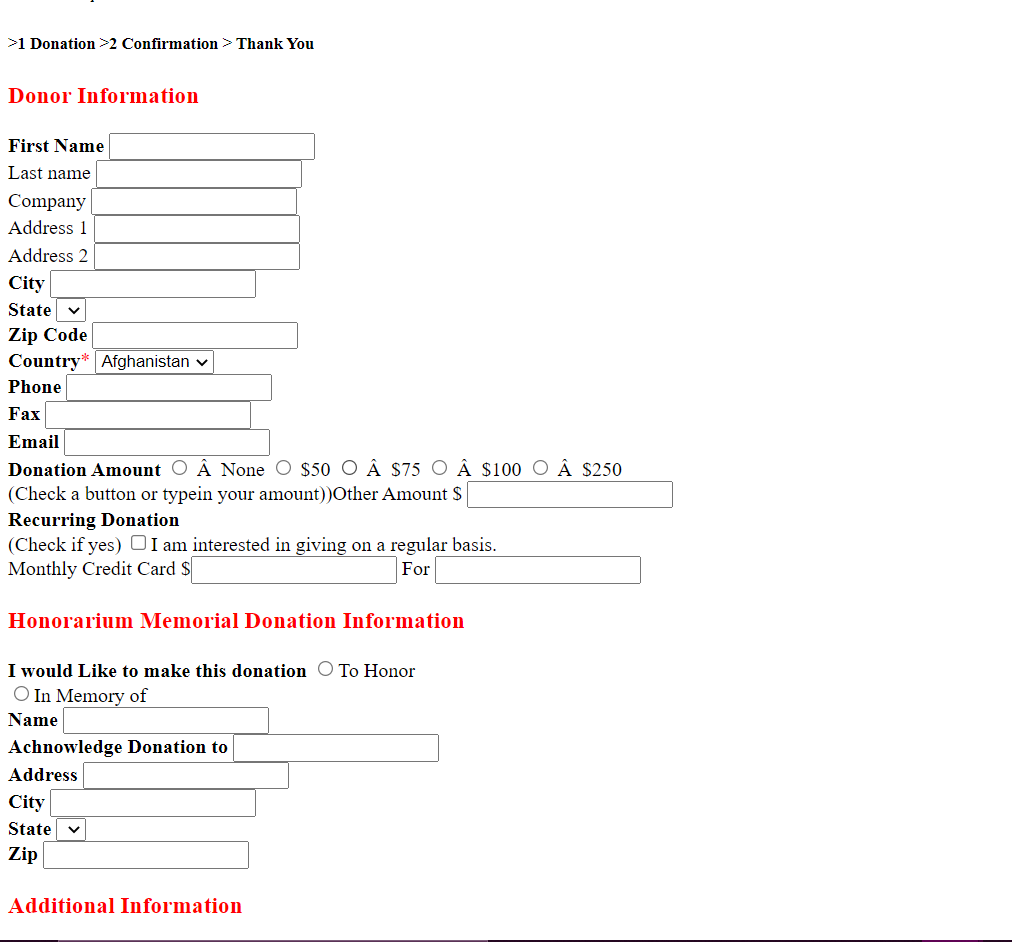 >1 Donation >2 Confirmation > Thank You
Donor Information
First Name
Last name
Company
Address 1
Address 2
City
State
Zip Code
Country* Afghanistan
Phone
Fax
Email
Donation Amount Â None $50 Â $75 Â $100 Â $250
(Check a button or typein your amount))Other Amount $
Recurring Donation
(Check if yes) I am interested in giving on a regular basis.
Monthly Credit Card $ For
Honorarium Memorial Donation Information
I would Like to make this donation To Honor
In Memory of
Name
Achnowledge Donation to
Address
City
State
Zip
Additional Information